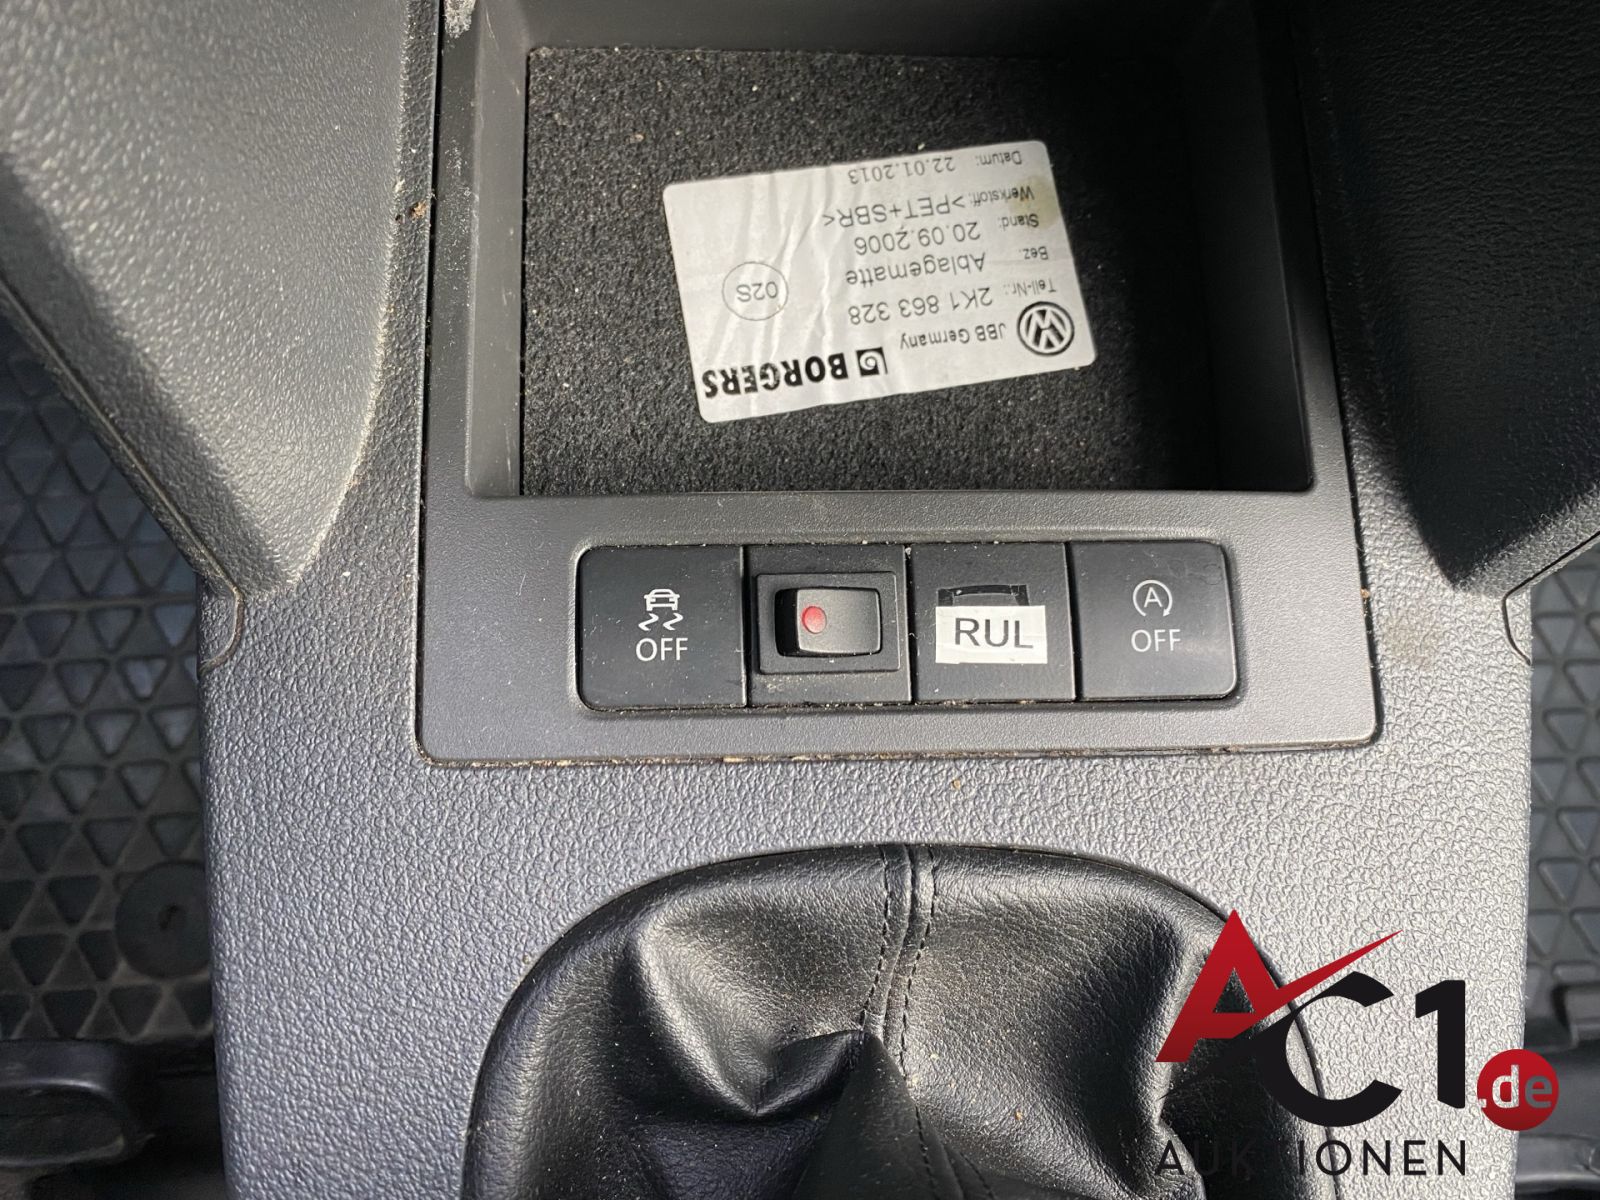 BORGERS
JBB Germany
Teil-Nr.: 2K1 863 328
Bez. Ablagematte
Stand: 20.09.2006
Werkstoff: >PET+SBR<
Datum: 22.01.2013
02S
OFF
RUL
A
OFF
AC1.de
AUKTIONEN